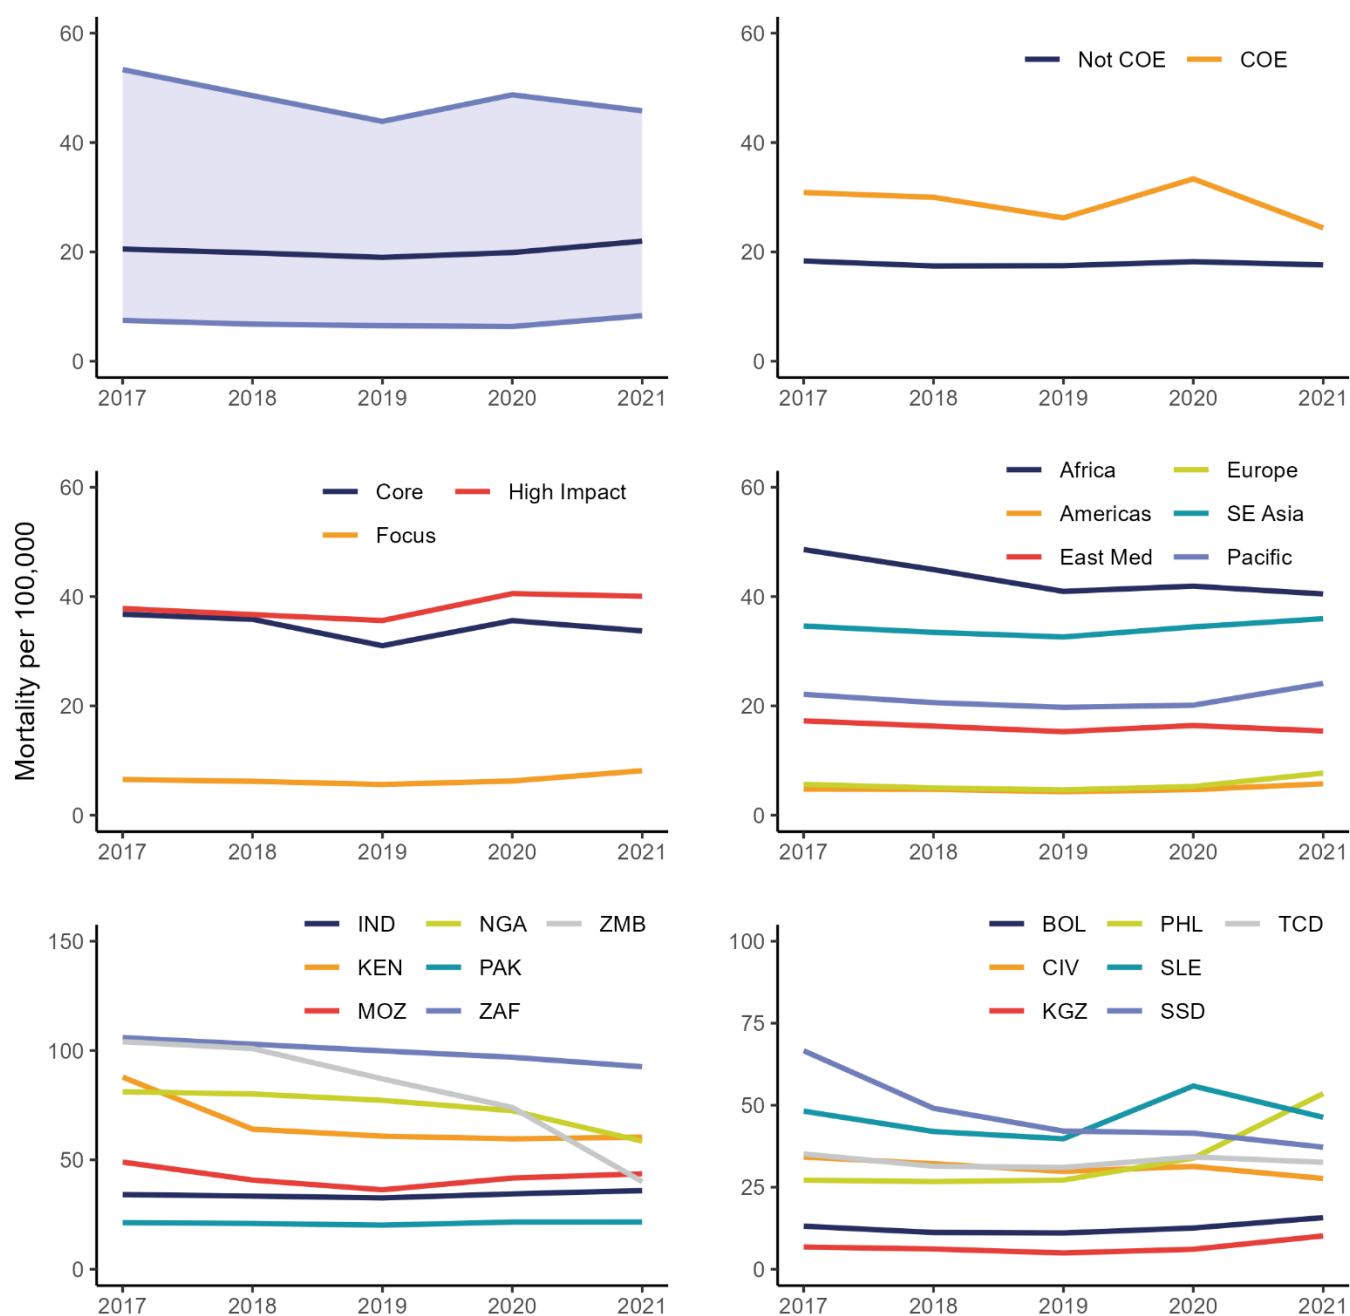 60
40
20
0
2017 2018 2019 2020 2021
Not COE COE
60
40
20
0
2017 2018 2019 2020 2021
Mortality per 100,000
Core High Impact
Focus
60
40
20
0
2017 2018 2019 2020 2021
Africa Europe
Americas SE Asia
East Med Pacific
60
40
20
0
2017 2018 2019 2020 2021
IND NGA ZMB
KEN PAK
MOZ ZAF
150
100
50
0
2017 2018 2019 2020 2021
BOL PHL TCD
CIV SLE
KGZ SSD
100
75
50
25
0
2017 2018 2019 2020 2021